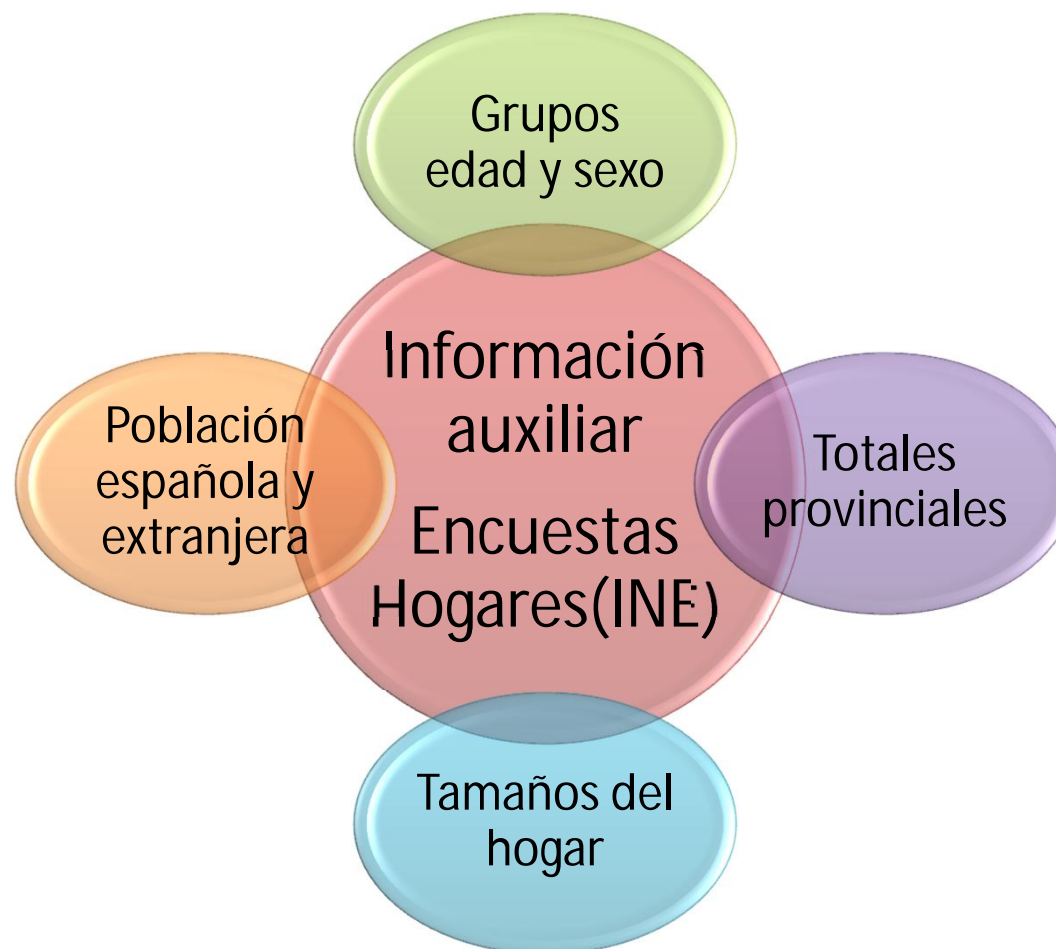 Grupos
edad y sexo
Información
auxiliar
Encuestas
Hogares(INE)
Población
española y
extranjera
Totales
provinciales
Tamaños del
hogar